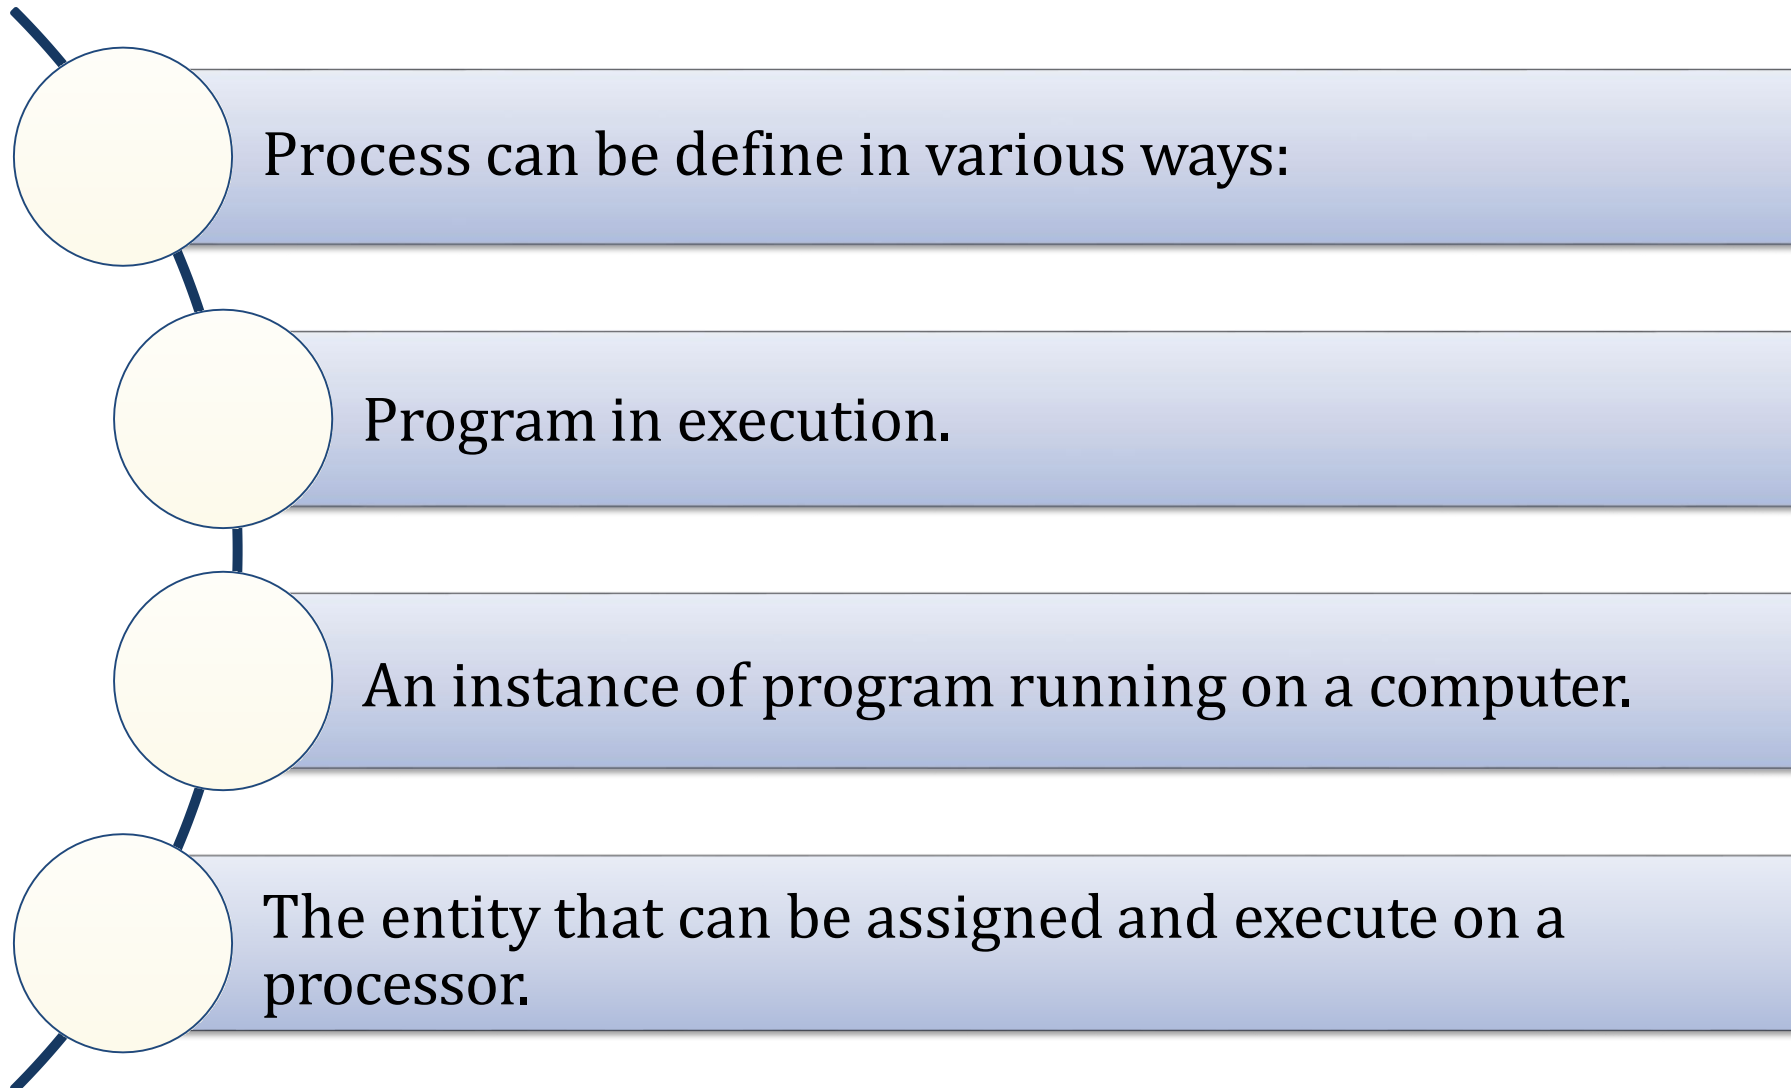 Process can be define in various ways:
Program in execution.
An instance of program running on a computer.
The entity that can be assigned and execute on a
processor.